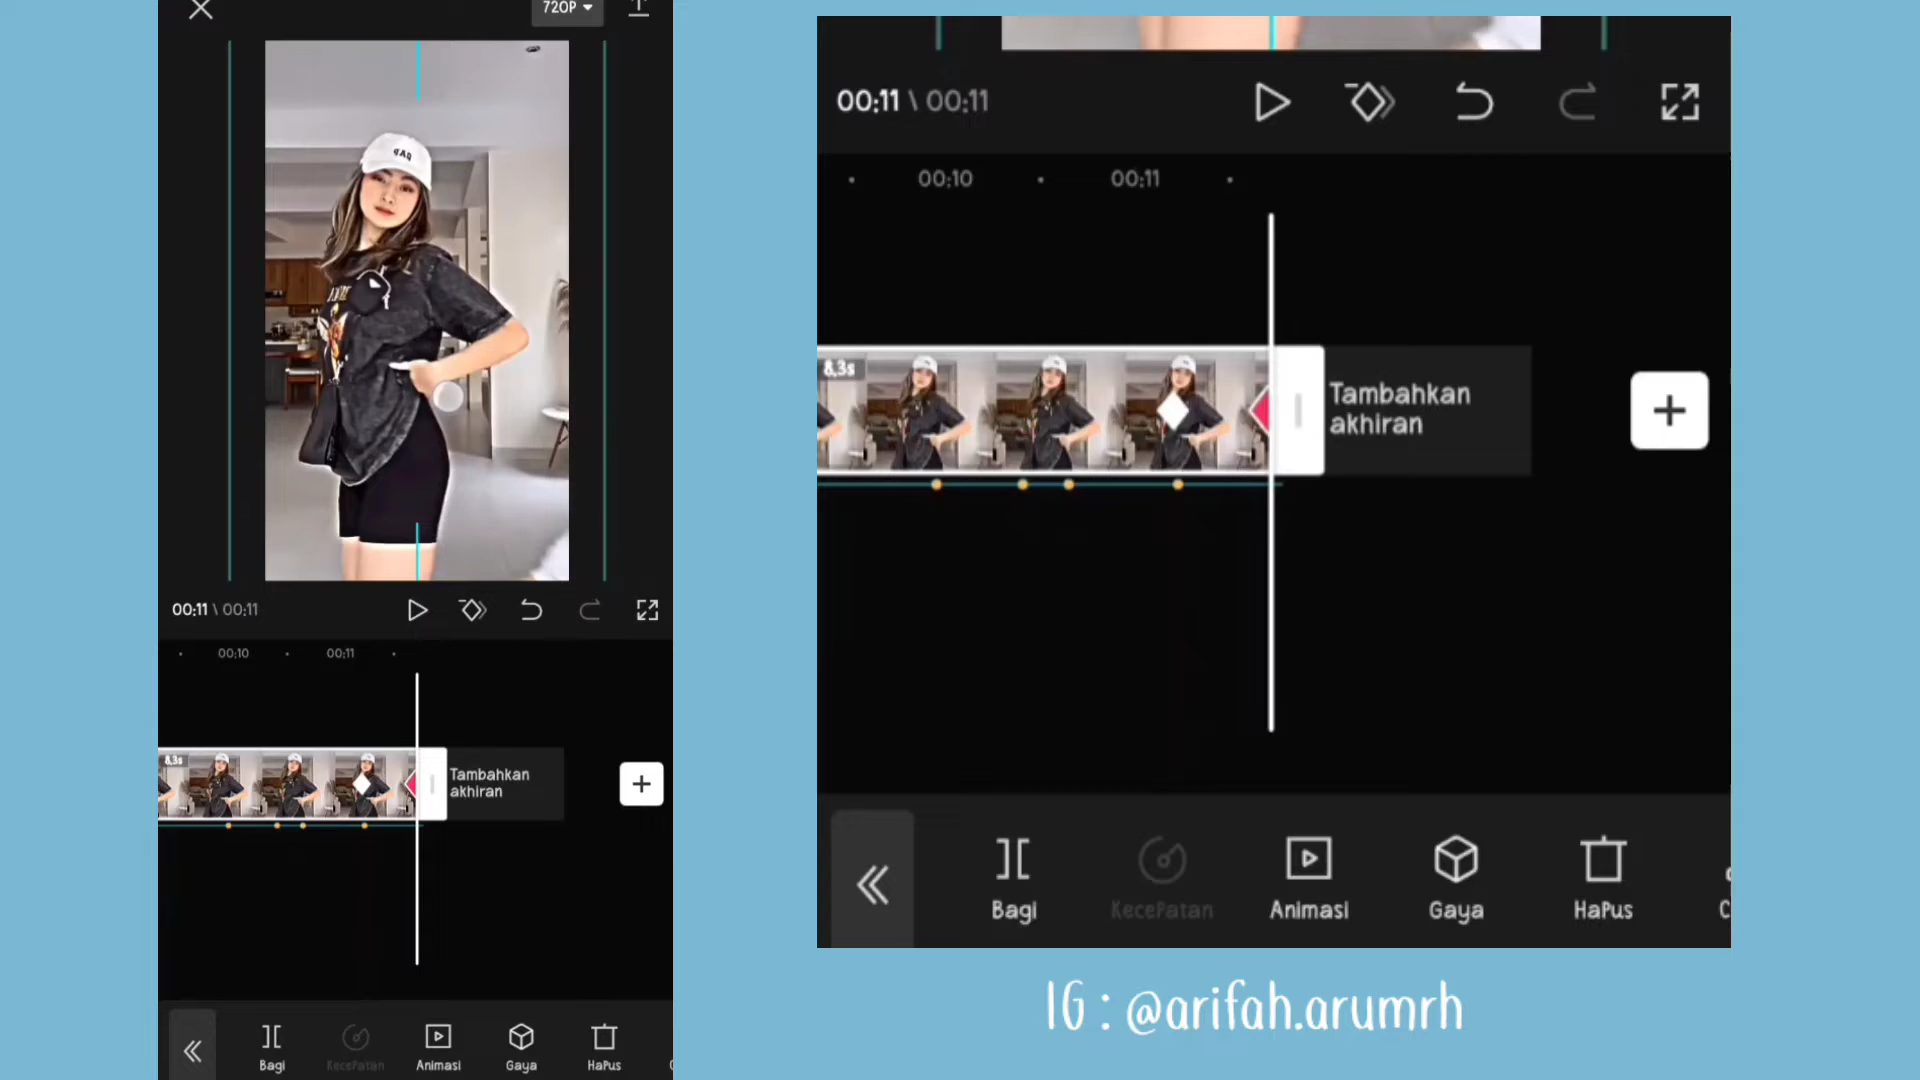 720P
00:11 \ 00:11
00:10
00:11
8,3s
Tambahkan
akhiran
Bagi
KecePatan
Animasi
Gaya
HaPus
00:11 \ 00:11
00:10
00:11
8,3s
Tambahkan
akhiran
Bagi
KecePatan
Animasi
Gaya
HaPus
IG : @arifah.arumrh